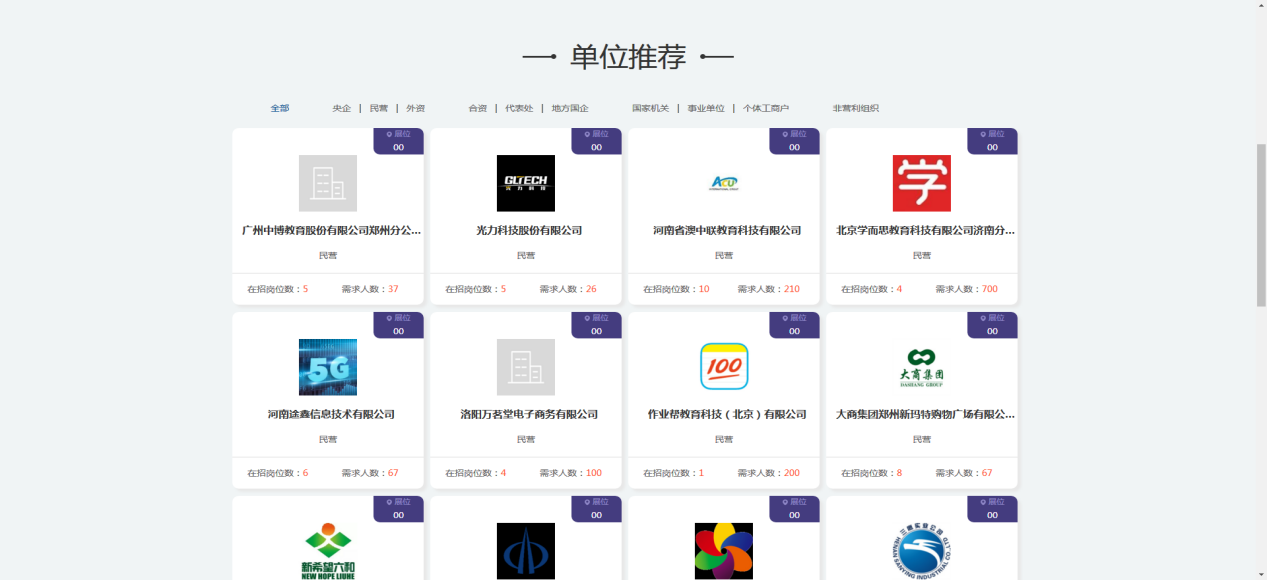 单位推荐
全部 央企 | 民营 | 外资 合资 | 代表处 | 地方国企 国家机关 | 事业单位 | 个体工商户 非营利组织
展位 展位 展位 展位
00 00 00 00
GLTECH
光力科技
ACU
学
广州中博教育股份有限公司郑州分公... 光力科技股份有限公司 河南省澳中联教育科技有限公司 北京学而思教育科技有限公司济南分...
民营 民营 民营 民营
在招岗位数：5 需求人数：37 在招岗位数：5 需求人数：26 在招岗位数：10 需求人数：210 在招岗位数：4 需求人数：700
展位 展位 展位 展位
00 00 00 00
5G
100
大商集团
DASHANG GROUP
河南途鑫信息技术有限公司 洛阳万茗堂电子商务有限公司 作业帮教育科技（北京）有限公司 大商集团郑州新玛特购物广场有限公...
民营 民营 民营 民营
在招岗位数：6 需求人数：67 在招岗位数：4 需求人数：100 在招岗位数：1 需求人数：200 在招岗位数：8 需求人数：67
展位 展位 展位 展位
00 00 00 00
新希望六和
NEW HOPE LIUHE